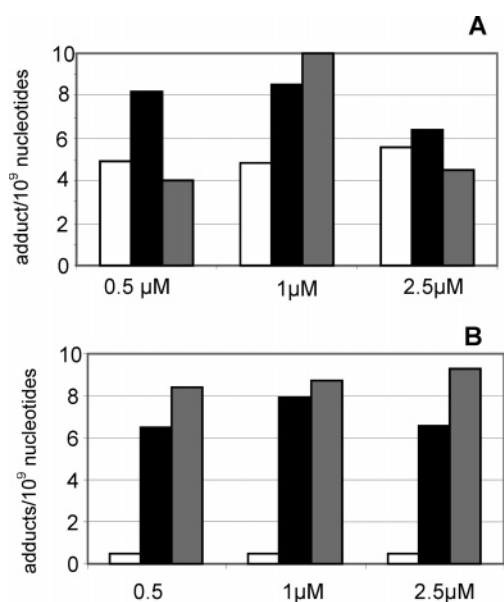 A
10
8
6
4
2
0
adduct/10⁹ nucleotides
0.5 µM
1µM
2.5µM
B
10
8
6
4
2
0
adducts/10⁹ nucleotides
0.5
1µM
2.5µM